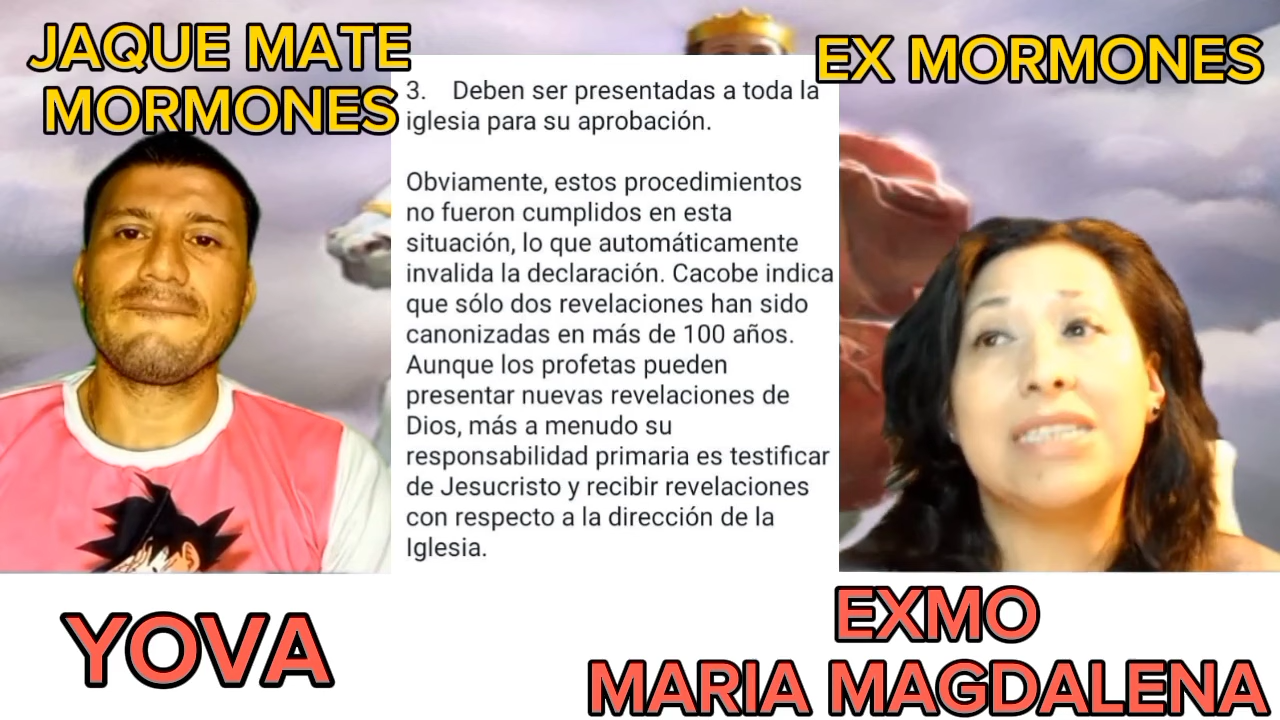 JAQUE MATE
MORMONES
EX MORMONES
3. Deben ser presentadas a toda la
iglesia para su aprobación.
Obviamente, estos procedimientos
no fueron cumplidos en esta
situación, lo que automáticamente
invalida la declaración. Cacobe indica
que sólo dos revelaciones han sido
canonizadas en más de 100 años.
Aunque los profetas pueden
presentar nuevas revelaciones de
Dios, más a menudo su
responsabilidad primaria es testificar
de Jesucristo y recibir revelaciones
con respecto a la dirección de la
Iglesia.
YOVA
EXMO
MARIA MAGDALENA